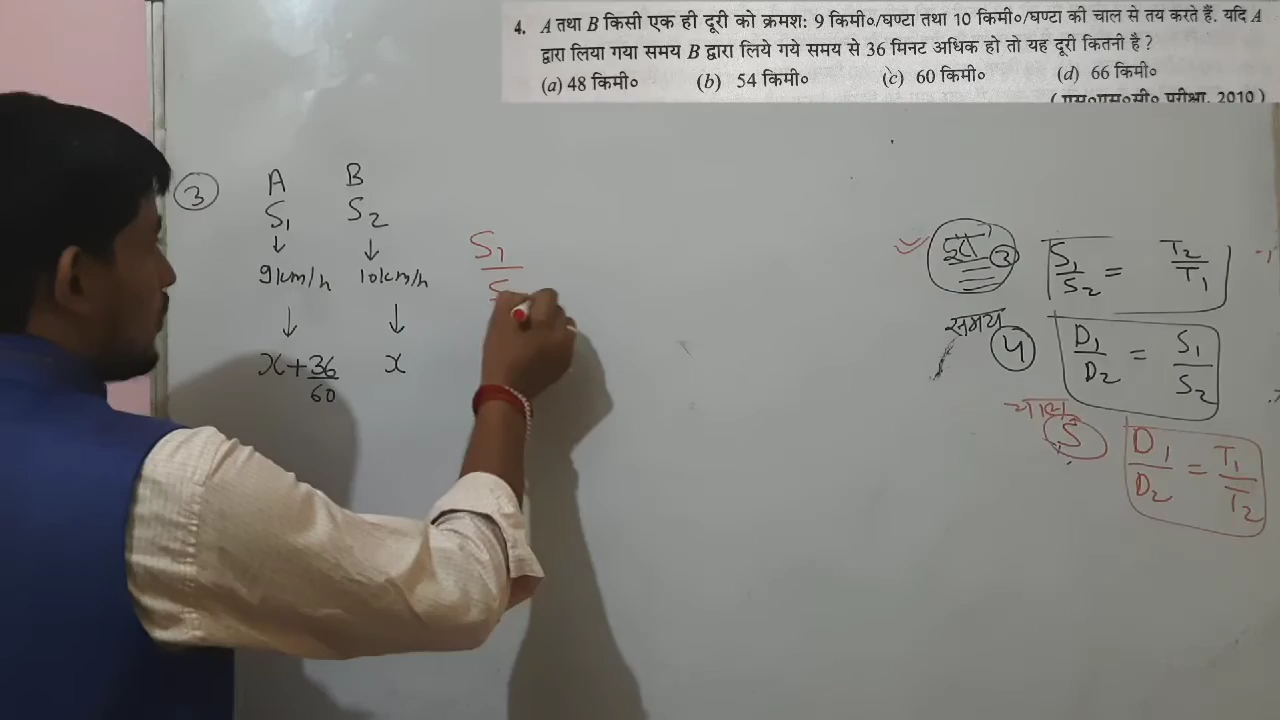 4. A तथा B किसी एक ही दूरी को क्रमश: 9 किमी०/घण्टा तथा 10 किमी०/घण्टा की चाल से तय करते हैं. यदि A
द्वारा लिया गया समय B द्वारा लिये गये समय से 36 मिनट अधिक हो तो यह दूरी कितनी है ?
(a) 48 किमी० (b) 54 किमी० (c) 60 किमी० (d) 66 किमी०
( एस०एस०सी० परीक्षा, 2010 )
3
A B
S1 S2
9km/h 10km/h
x+36/60 x
S1
3 S1/S2 = T2/T1
समय
4 D1/D2 = S1/S2
चाल
5 D1/D2 = T1/T2